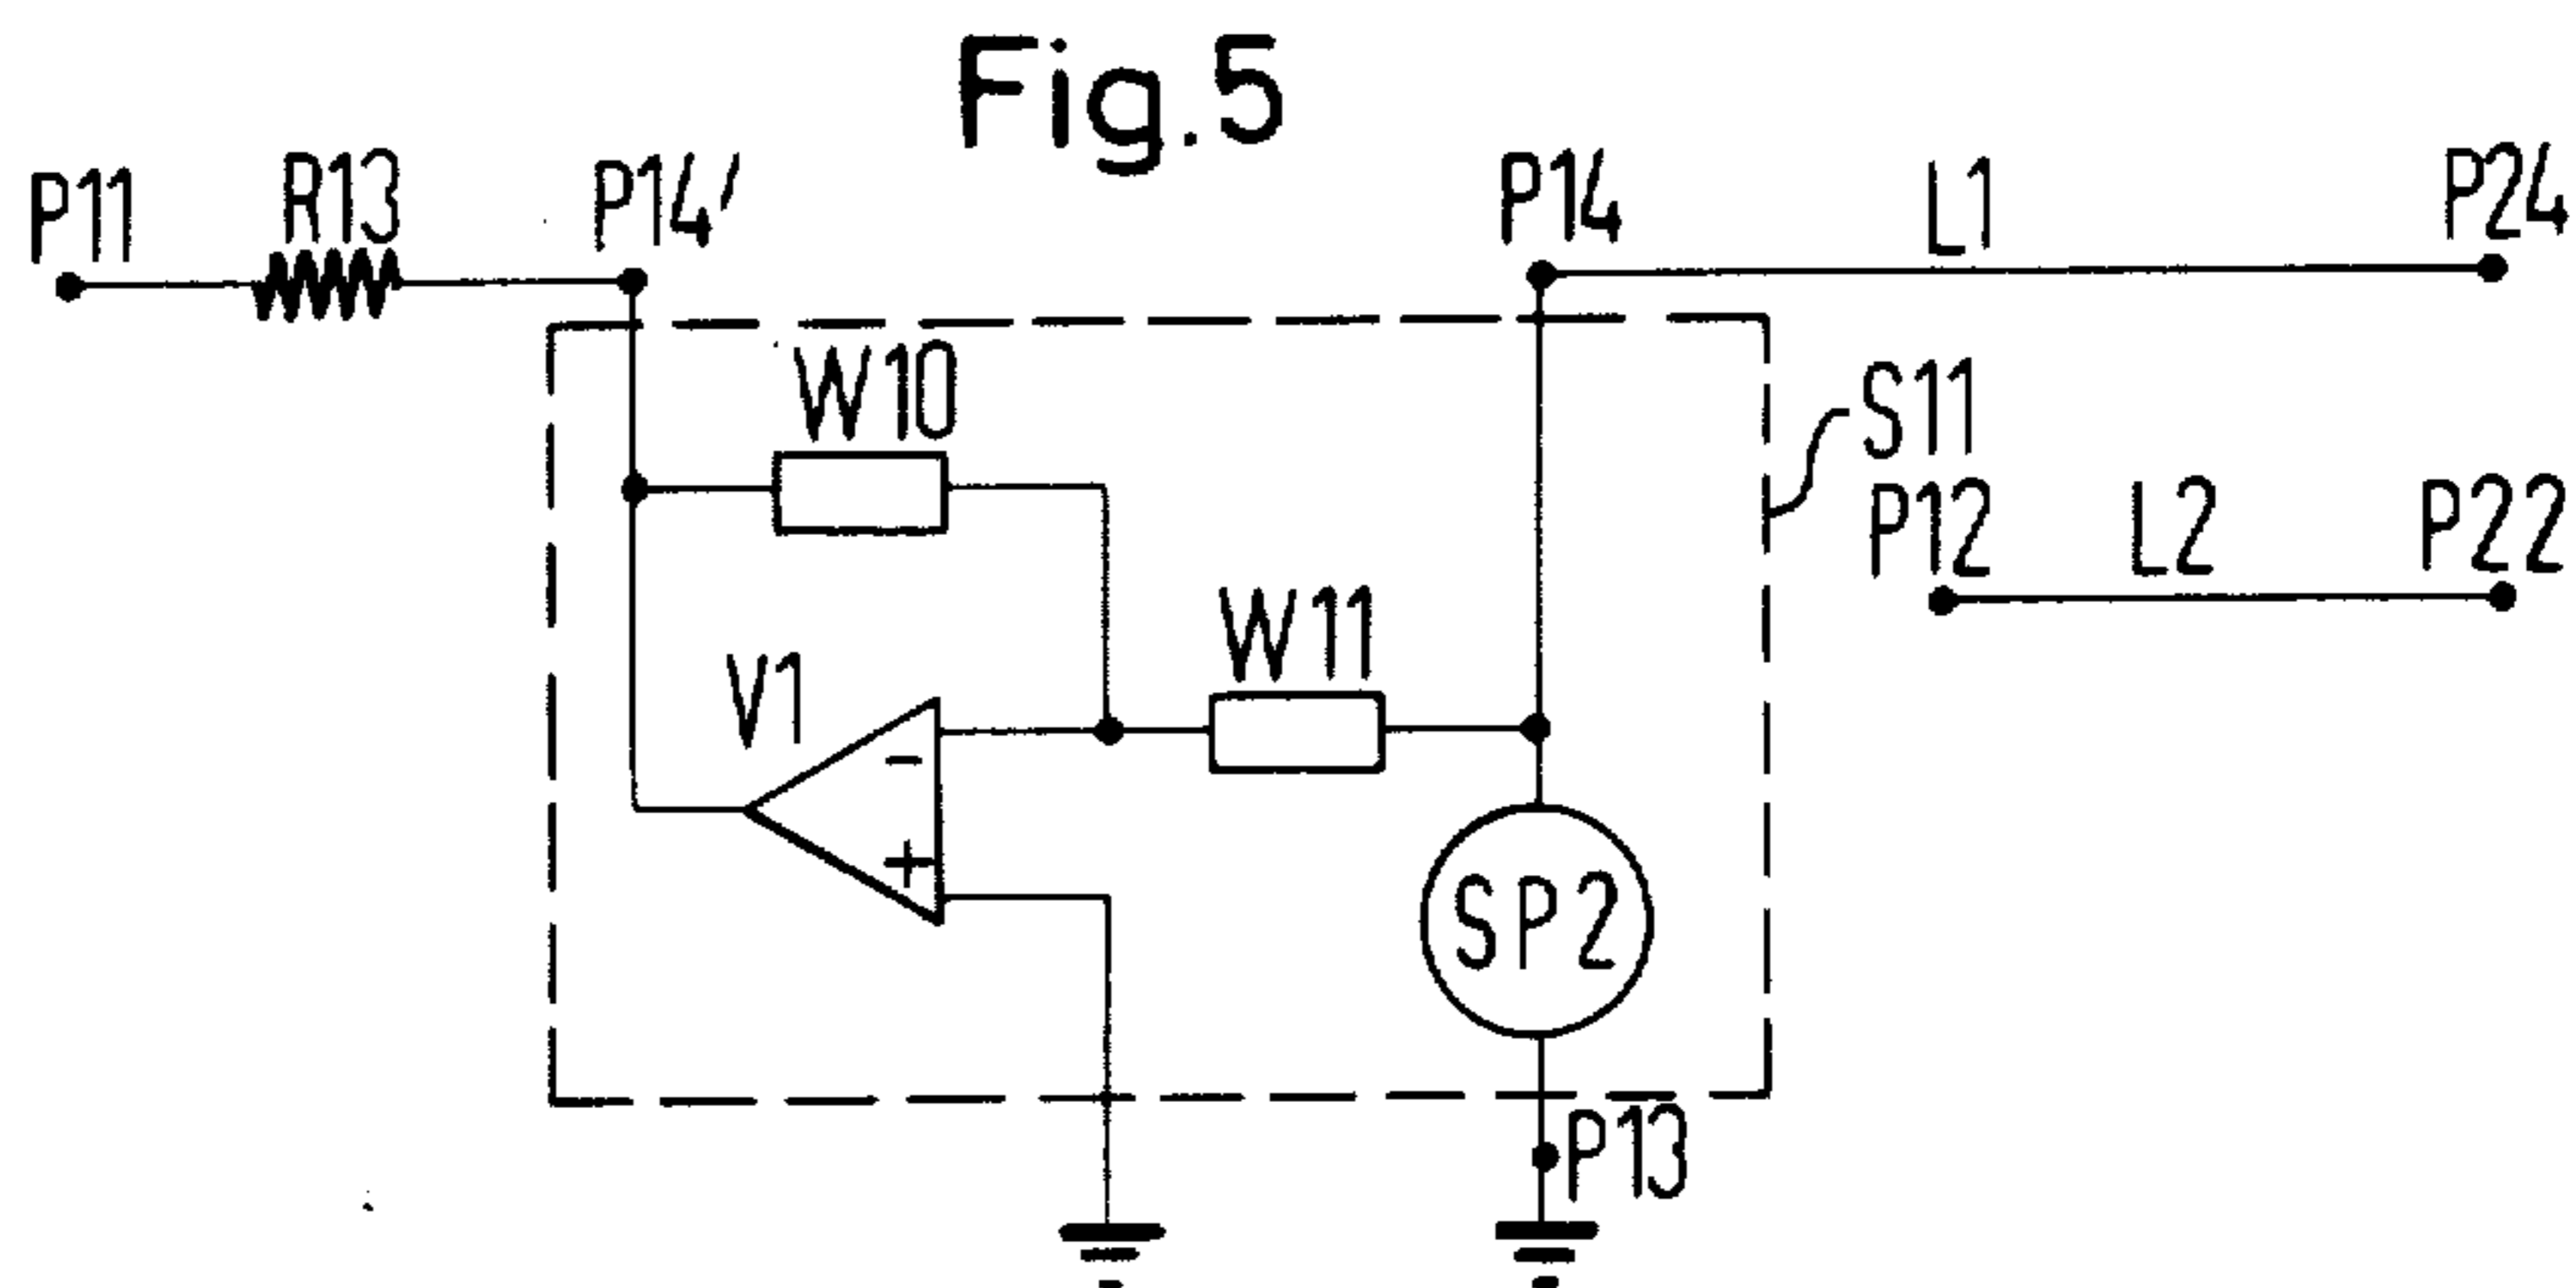 Fig.5
P11 R13 P14' P14 L1 P24
W10 S11
P12 L2 P22
W11
V1
-
+
SP2
P13